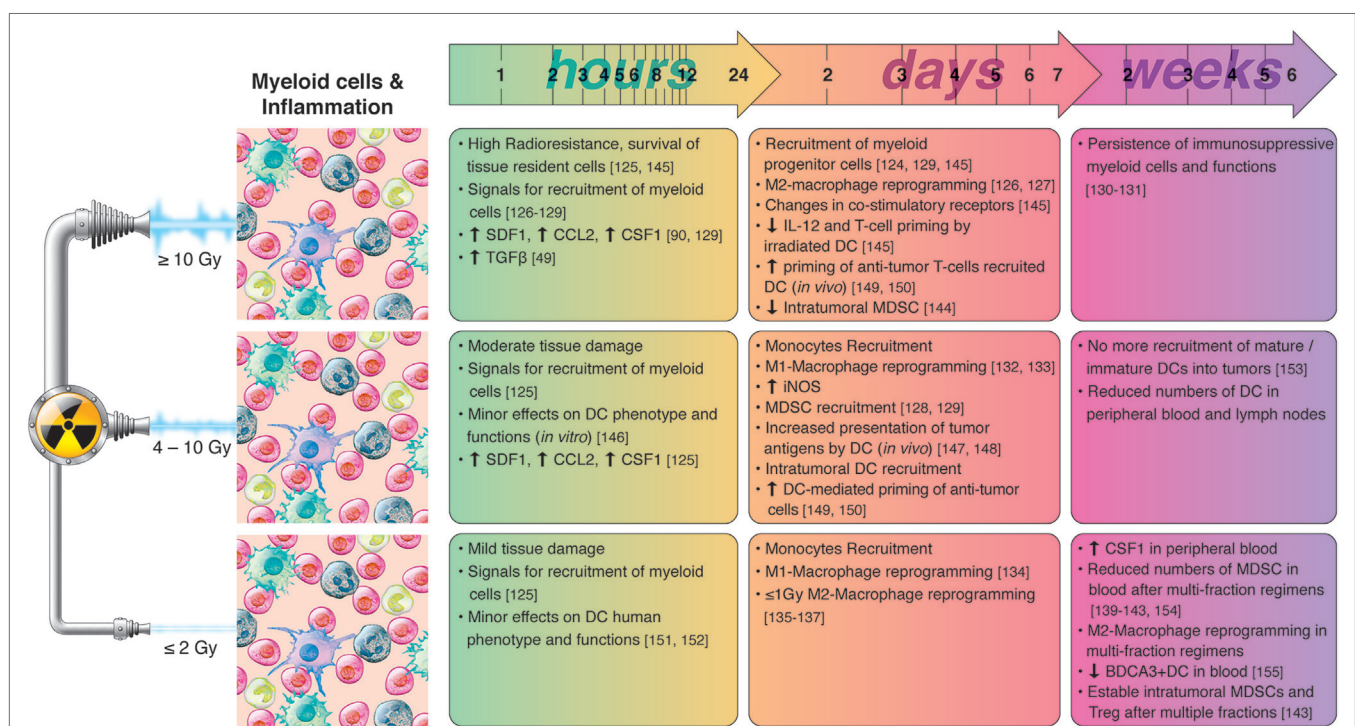 Myeloid cells &
Inflammation
hours
1 2 3 4 5 6 8 12 24
days
2 3 4 5 6 7
weeks
2 3 4 5 6
≥ 10 Gy
• High Radioresistance, survival of
tissue resident cells [125, 145]
• Signals for recruitment of myeloid
cells [126-129]
• ↑ SDF1, ↑ CCL2, ↑ CSF1 [90, 129]
• ↑ TGFβ [49]
• Recruitment of myeloid
progenitor cells [124, 129, 145]
• M2-macrophage reprogramming [126, 127]
• Changes in co-stimulatory receptors [145]
• ↓ IL-12 and T-cell priming by
irradiated DC [145]
• ↑ priming of anti-tumor T-cells recruited
DC (in vivo) [149, 150]
• ↓ Intratumoral MDSC [144]
• Persistence of immunosuppressive
myeloid cells and functions
[130-131]
4 – 10 Gy
• Moderate tissue damage
• Signals for recruitment of myeloid
cells [125]
• Minor effects on DC phenotype and
functions (in vitro) [146]
• ↑ SDF1, ↑ CCL2, ↑ CSF1 [125]
• Monocytes Recruitment
• M1-Macrophage reprogramming [132, 133]
• ↑ iNOS
• MDSC recruitment [128, 129]
• Increased presentation of tumor
antigens by DC (in vivo) [147, 148]
• Intratumoral DC recruitment
• ↑ DC-mediated priming of anti-tumor
cells [149, 150]
• No more recruitment of mature /
immature DCs into tumors [153]
• Reduced numbers of DC in
peripheral blood and lymph nodes
≤ 2 Gy
• Mild tissue damage
• Signals for recruitment of myeloid
cells [125]
• Minor effects on DC human
phenotype and functions [151, 152]
• Monocytes Recruitment
• M1-Macrophage reprogramming [134]
• ≤1Gy M2-Macrophage reprogramming
[135-137]
• ↑ CSF1 in peripheral blood
• Reduced numbers of MDSC in
blood after multi-fraction regimens
[139-143, 154]
• M2-Macrophage reprogramming in
multi-fraction regimens
• ↓ BDCA3+DC in blood [155]
• Estable intratumoral MDSCs and
Treg after multiple fractions [143]